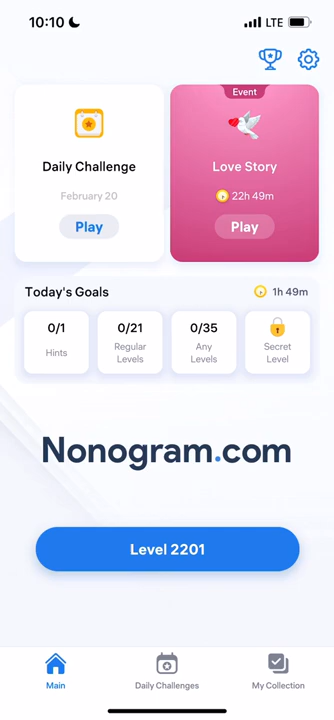 10:10
LTE
Event
Daily Challenge
February 20
Play
Love Story
22h 49m
Play
Today's Goals
1h 49m
0/1
Hints
0/21
Regular
Levels
0/35
Any
Levels
Secret
Level
Nonogram.com
Level 2201
Main
Daily Challenges
My Collection